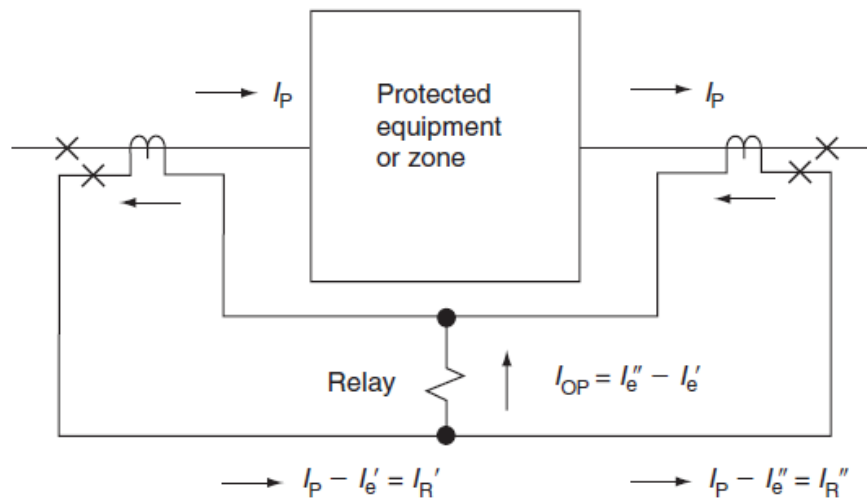 I_P
Protected
equipment
or zone
I_P
Relay
I_OP = I_e″ − I_e′
I_P − I_e′ = I_R′
I_P − I_e″ = I_R″